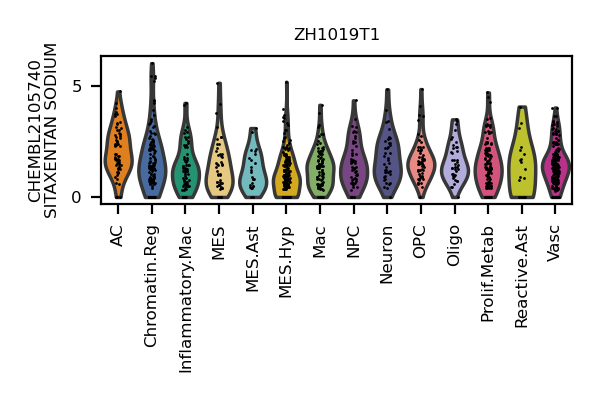 ZH1019T1
CHEMBL2105740
SITAXENTAN SODIUM
5
0
AC
Chromatin.Reg
Inflammatory.Mac
MES
MES.Ast
MES.Hyp
Mac
NPC
Neuron
OPC
Oligo
Prolif.Metab
Reactive.Ast
Vasc